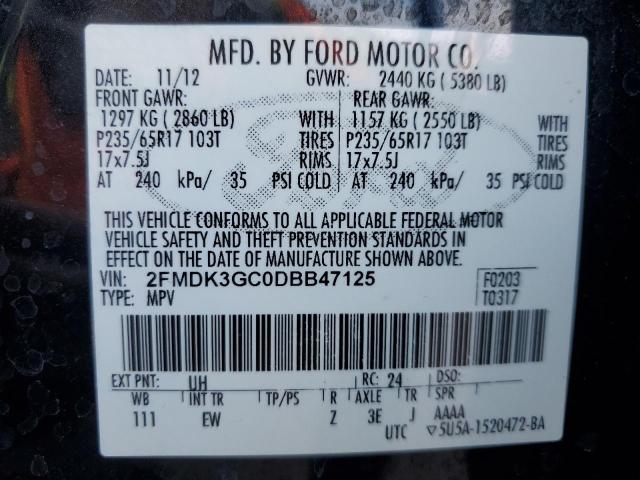 MFD. BY FORD MOTOR CO.
DATE: 11/12 GVWR: 2440 KG ( 5380 LB)
FRONT GAWR: REAR GAWR:
1297 KG ( 2860 LB) WITH 1157 KG ( 2550 LB) WITH
P235/65R17 103T TIRES P235/65R17 103T TIRES
17x7.5J RIMS 17x7.5J RIMS
AT 240 kPa/ 35 PSI COLD AT 240 kPa/ 35 PSI COLD
THIS VEHICLE CONFORMS TO ALL APPLICABLE FEDERAL MOTOR
VEHICLE SAFETY AND THEFT PREVENTION STANDARDS IN
EFFECT ON THE DATE OF MANUFACTURE SHOWN ABOVE.
VIN: 2FMDK3GC0DBB47125 F0203
TYPE: MPV T0317
EXT PNT: UH RC: 24 DSO:
WB INT TR TP/PS R AXLE TR SPR
111 EW Z 3E J AAAA
UTC ▽5U5A-1520472-BA